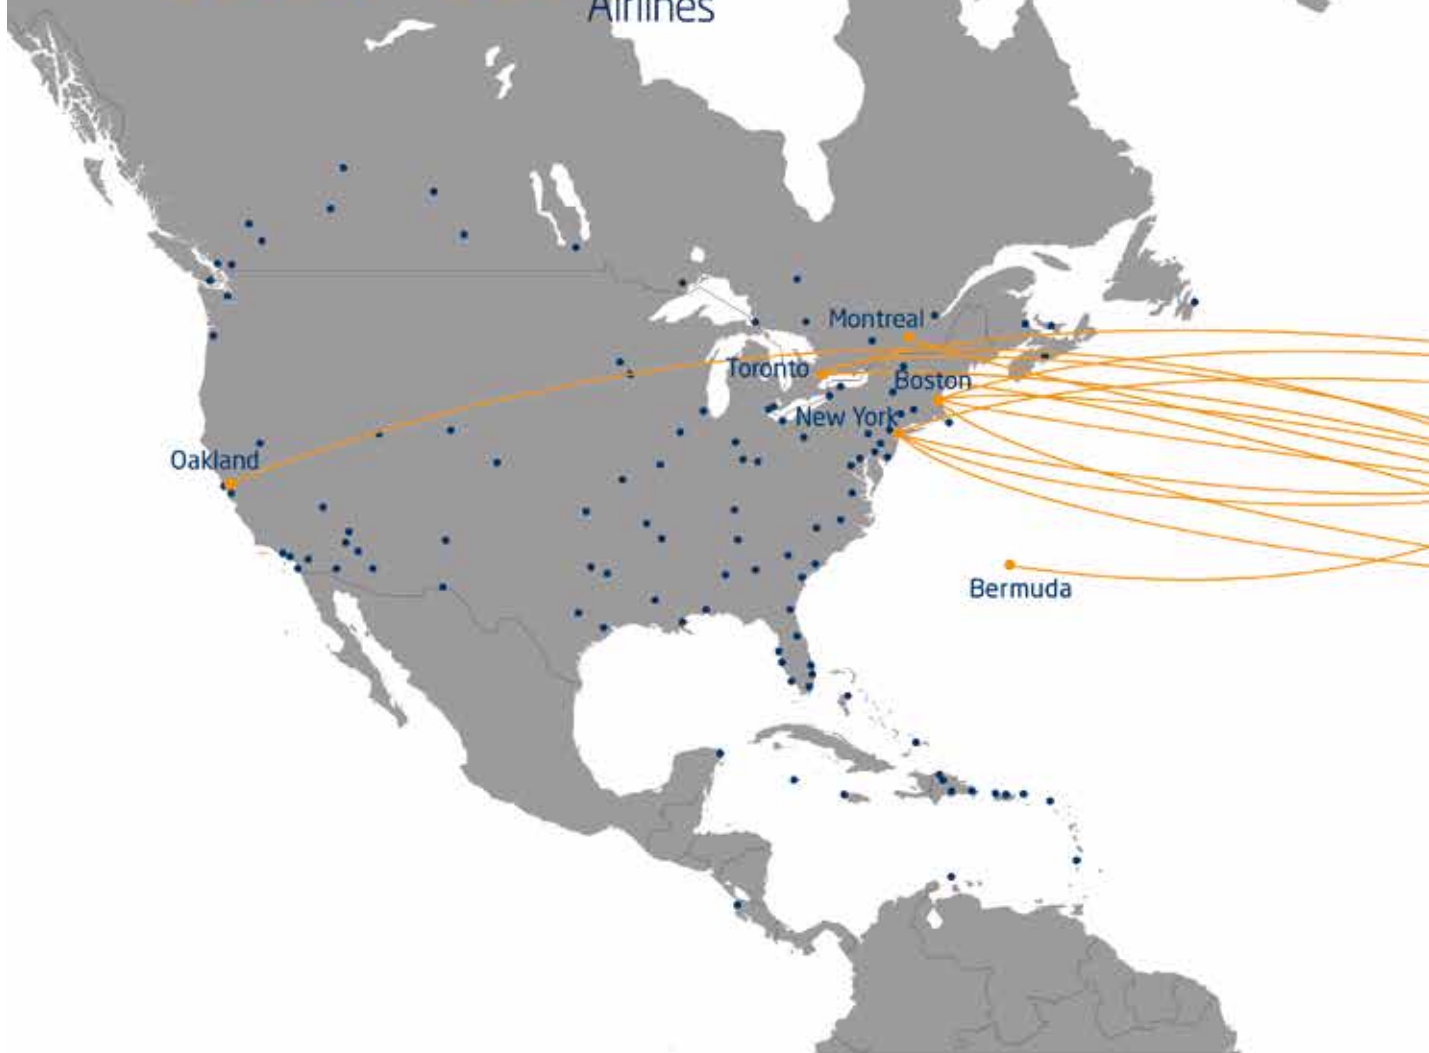 Airlines
Montreal
Toronto
Boston
New York
Oakland
Bermuda